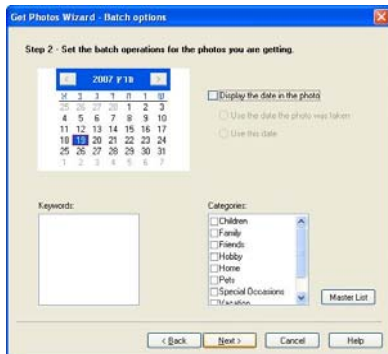 Get Photos Wizard - Batch options
Step 2 - Set the batch operations for the photos you are getting.
מרץ 2007
א ב ג ד ה ו ש
25 26 27 28 1 2 3
4 5 6 7 8 9 10
11 12 13 14 15 16 17
18 19 20 21 22 23 24
25 26 27 28 29 30 31
1 2 3 4 5 6 7
Display the date in the photo
Use the date the photo was taken
Use this date
Keywords:
Categories:
Children
Family
Friends
Hobby
Home
Pets
Special Occasions
Vacation
Master List
< Back
Next >
Cancel
Help